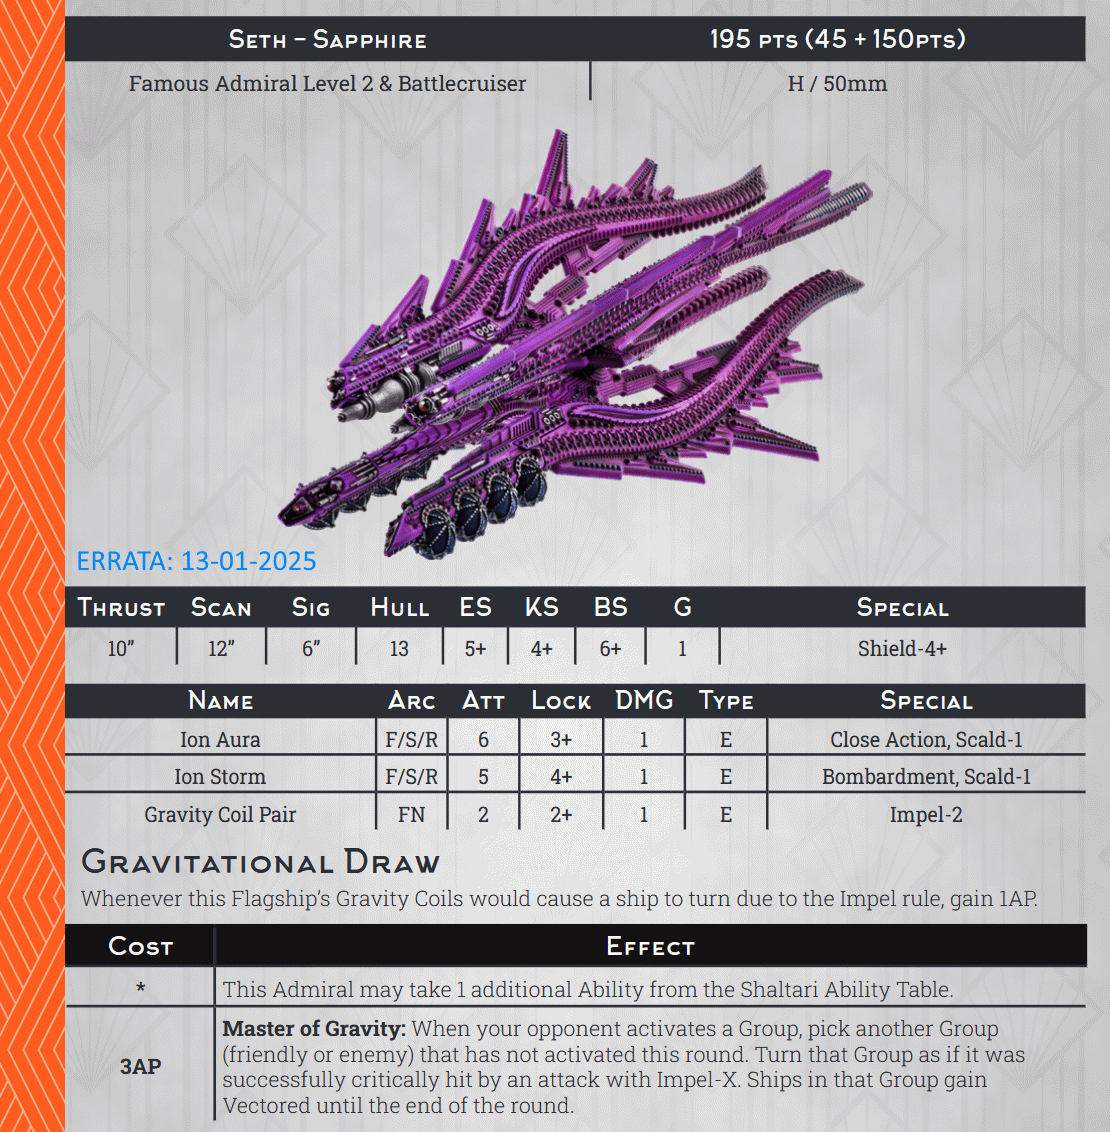 Seth – Sapphire 195 pts (45 + 150pts)
Famous Admiral Level 2 & Battlecruiser H / 50mm
ERRATA: 13-01-2025
Thrust Scan Sig Hull ES KS BS G Special
10” 12” 6” 13 5+ 4+ 6+ 1 Shield-4+
Name Arc Att Lock DMG Type Special
Ion Aura F/S/R 6 3+ 1 E Close Action, Scald-1
Ion Storm F/S/R 5 4+ 1 E Bombardment, Scald-1
Gravity Coil Pair FN 2 2+ 1 E Impel-2
Gravitational Draw
Whenever this Flagship’s Gravity Coils would cause a ship to turn due to the Impel rule, gain 1AP.
Cost Effect
* This Admiral may take 1 additional Ability from the Shaltari Ability Table.
Master of Gravity: When your opponent activates a Group, pick another Group
(friendly or enemy) that has not activated this round. Turn that Group as if it was
3AP
successfully critically hit by an attack with Impel-X. Ships in that Group gain
Vectored until the end of the round.